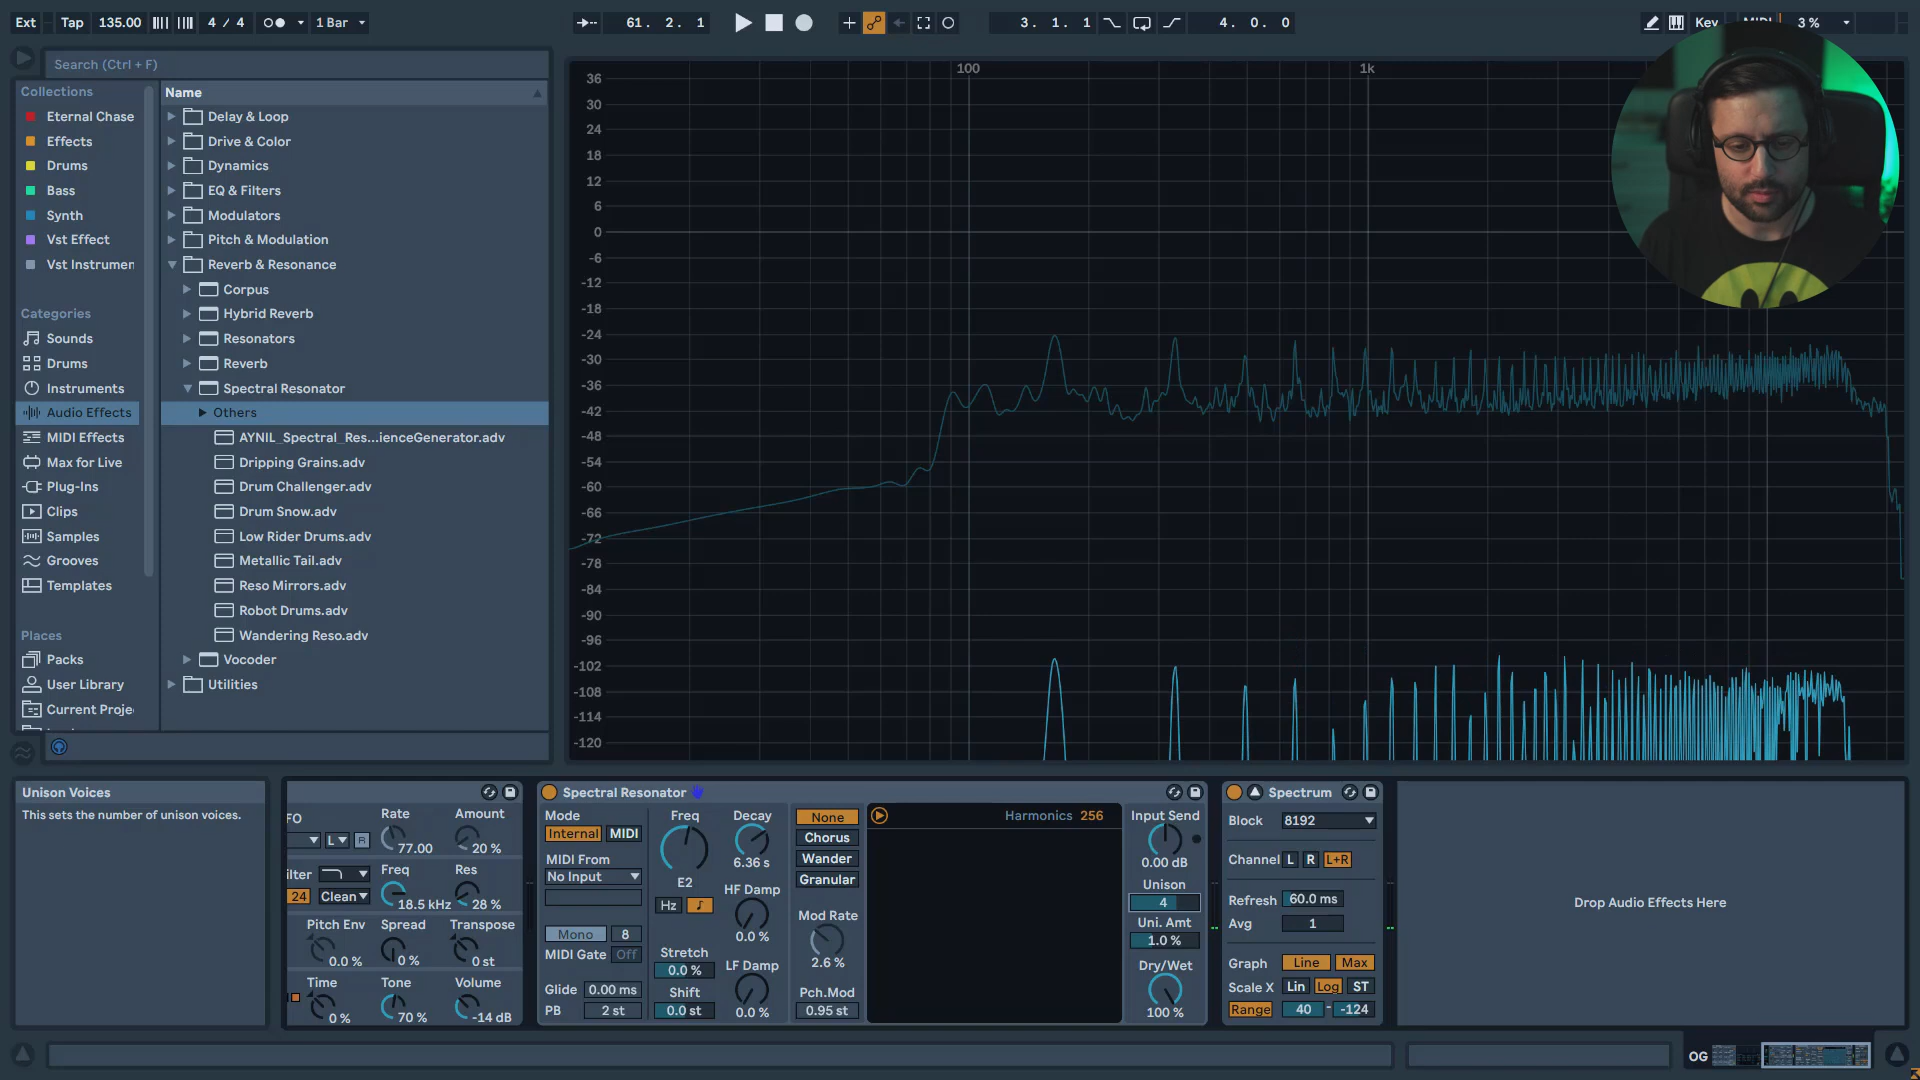 Ext Tap 135.00 4 / 4 1 Bar 61. 2. 1 3. 1. 1 4. 0. 0 Key MIDI 3 %
Search (Ctrl + F)
Collections
Eternal Chase
Effects
Drums
Bass
Synth
Vst Effect
Vst Instrumen
Categories
Sounds
Drums
Instruments
Audio Effects
MIDI Effects
Max for Live
Plug-Ins
Clips
Samples
Grooves
Templates
Places
Packs
User Library
Current Proje
Name
Delay & Loop
Drive & Color
Dynamics
EQ & Filters
Modulators
Pitch & Modulation
Reverb & Resonance
Corpus
Hybrid Reverb
Resonators
Reverb
Spectral Resonator
Others
AYNIL_Spectral_Res...ienceGenerator.adv
Dripping Grains.adv
Drum Challenger.adv
Drum Snow.adv
Low Rider Drums.adv
Metallic Tail.adv
Reso Mirrors.adv
Robot Drums.adv
Wandering Reso.adv
Vocoder
Utilities
100 1k
36
30
24
18
12
6
0
-6
-12
-18
-24
-30
-36
-42
-48
-54
-60
-66
-72
-78
-84
-90
-96
-102
-108
-114
-120
Unison Voices
This sets the number of unison voices.
FO Rate Amount
L R 77.00 20 %
ilter Freq Res
24 Clean 18.5 kHz 28 %
Pitch Env Spread Transpose
0.0 % 0 % 0 st
Time Tone Volume
0 % 70 % -14 dB
Spectral Resonator
Mode
Internal MIDI
MIDI From
No Input
Mono 8
MIDI Gate Off
Glide 0.00 ms
PB 2 st
Freq
E2
Hz
Stretch
0.0 %
Shift
0.0 st
Decay
6.36 s
HF Damp
0.0 %
LF Damp
0.0 %
None
Chorus
Wander
Granular
Mod Rate
2.6 %
Pch.Mod
0.95 st
Harmonics 256
Input Send
0.00 dB
Unison
4
Uni. Amt
1.0 %
Dry/Wet
100 %
Spectrum
Block 8192
Channel L R L+R
Refresh 60.0 ms
Avg 1
Graph Line Max
Scale X Lin Log ST
Range 40 - -124
Drop Audio Effects Here
OG